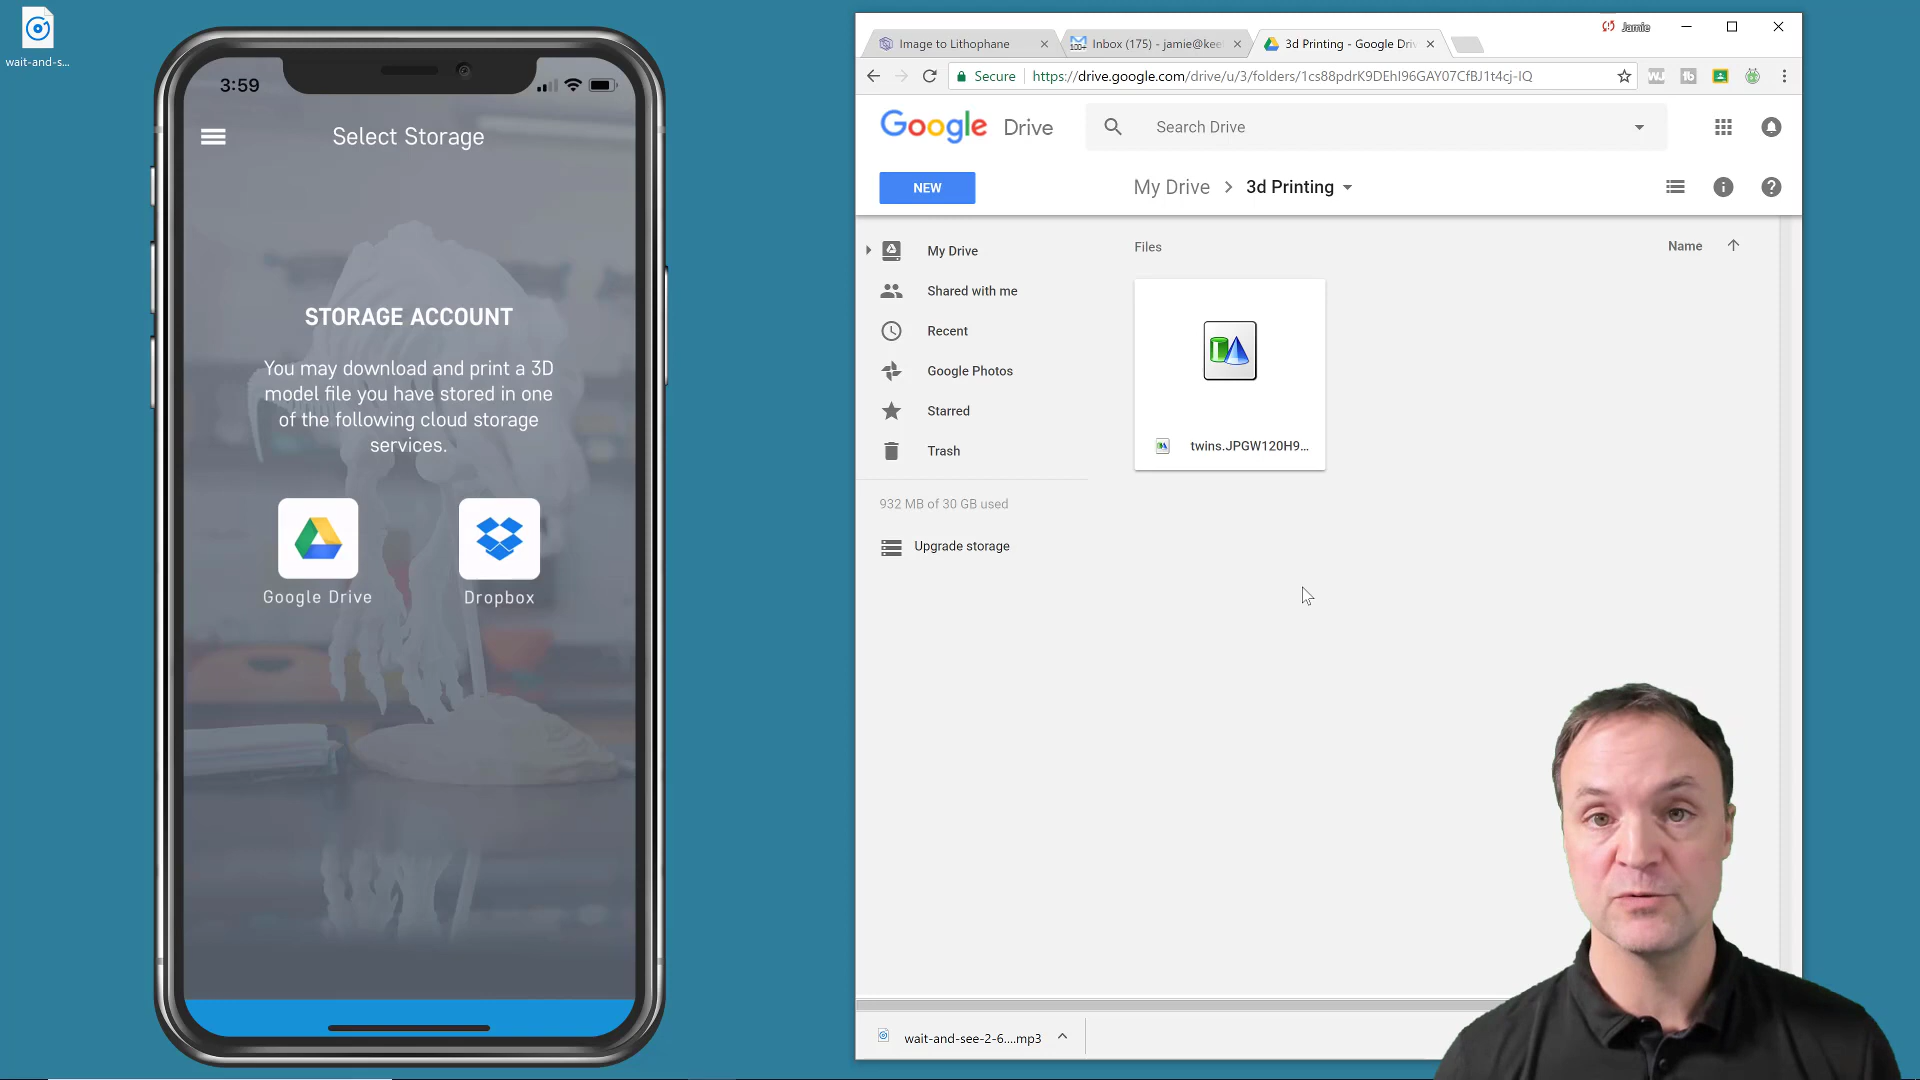 wait-and-s...
3:59
Select Storage
STORAGE ACCOUNT
You may download and print a 3D
model file you have stored in one
of the following cloud storage
services.
Google Drive
Dropbox
Image to Lithophane
100+
Inbox (175) - jamie@kee
3d Printing - Google Dri
Jamie
Secure
https://drive.google.com/drive/u/3/folders/1cs88pdrK9DEhl96GAY07CfBJ1t4cj-IQ
Google Drive
Search Drive
NEW
My Drive > 3d Printing
My Drive
Shared with me
Recent
Google Photos
Starred
Trash
932 MB of 30 GB used
Upgrade storage
Files
Name
twins.JPGW120H9...
wait-and-see-2-6....mp3